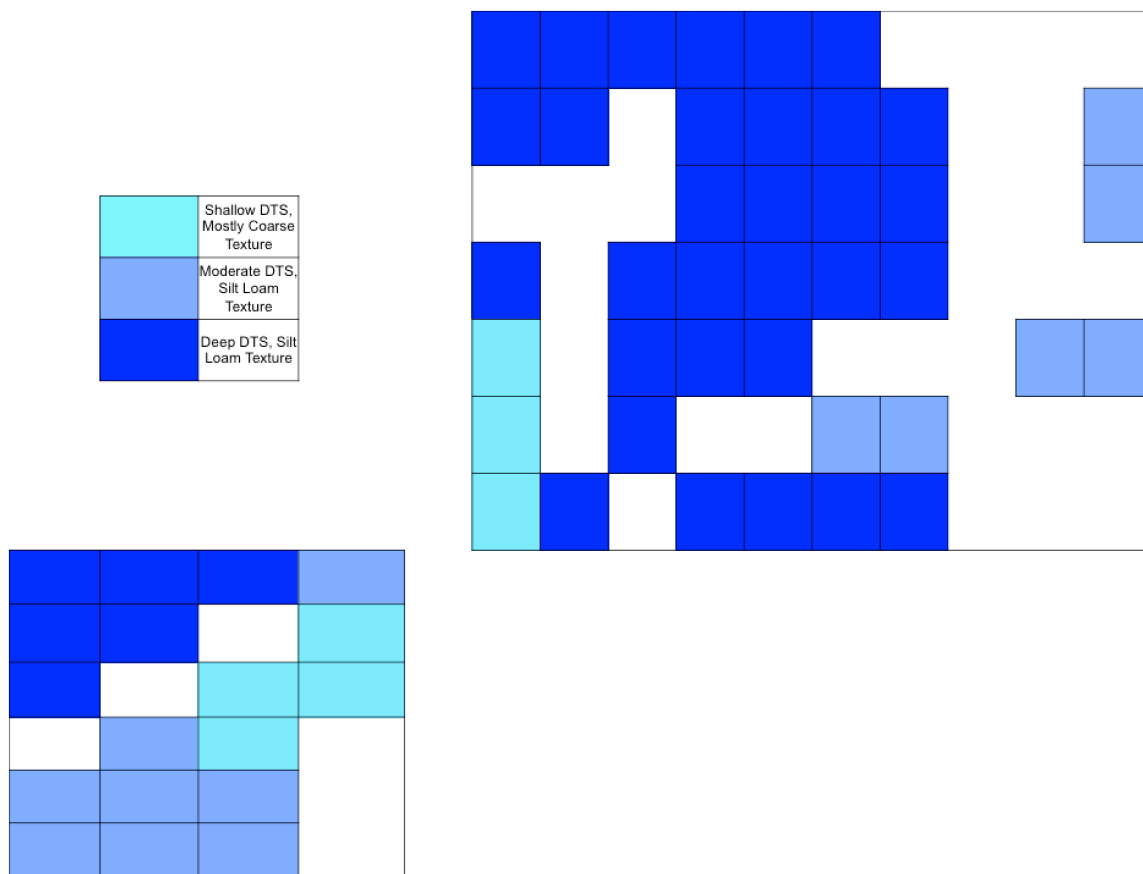 Shallow DTS,
Mostly Coarse
Texture
Moderate DTS,
Silt Loam
Texture
Deep DTS, Silt
Loam Texture